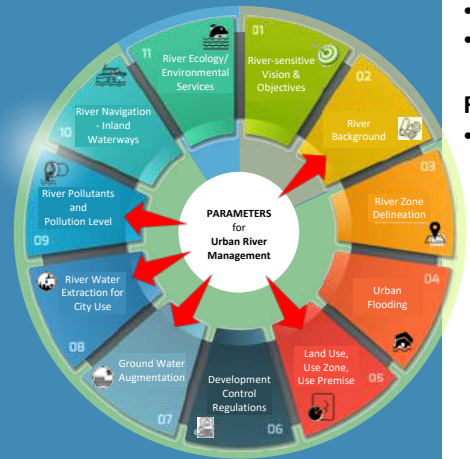 PARAMETERS
for
Urban River
Management
01
River-sensitive
Vision &
Objectives
02
River
Background
03
River Zone
Delineation
04
Urban
Flooding
05
Land Use,
Use Zone,
Use Premise
06
Development
Control
Regulations
07
Ground Water
Augmentation
08
River Water
Extraction for
City Use
09
River Pollutants
and
Pollution Level
10
River Navigation
- Inland
Waterways
11
River Ecology/
Environmental
Services